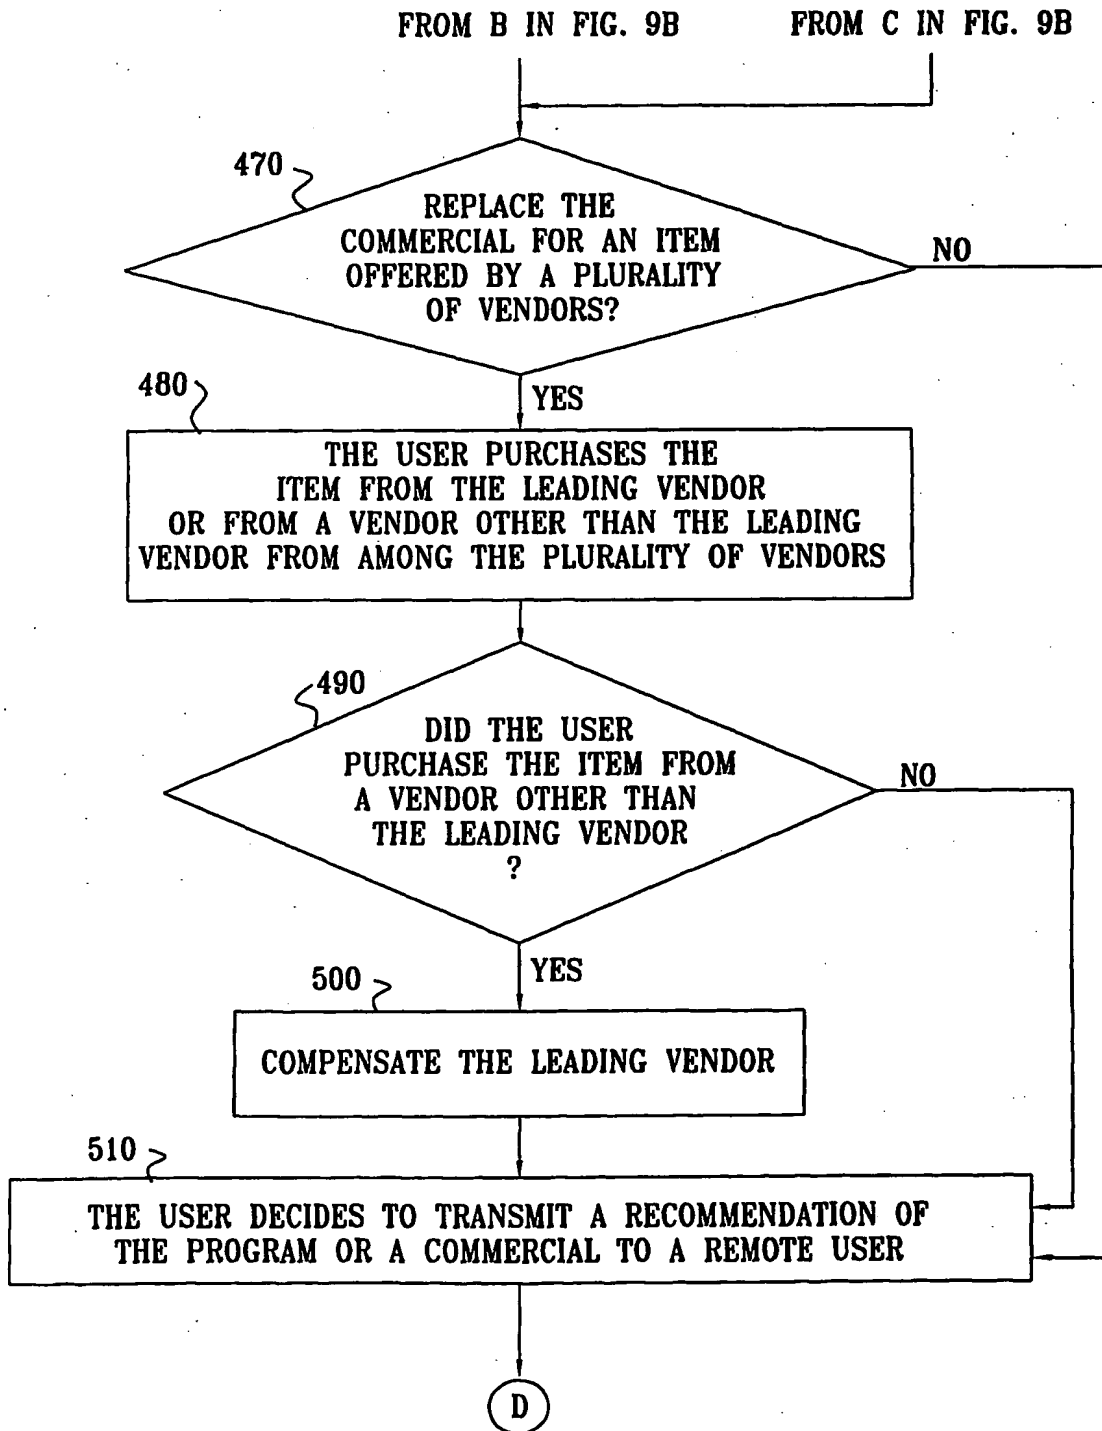 FROM B IN FIG. 9B
FROM C IN FIG. 9B
470
REPLACE THE
COMMERCIAL FOR AN ITEM
OFFERED BY A PLURALITY
OF VENDORS?
NO
YES
480
THE USER PURCHASES THE
ITEM FROM THE LEADING VENDOR
OR FROM A VENDOR OTHER THAN THE LEADING
VENDOR FROM AMONG THE PLURALITY OF VENDORS
490
DID THE USER
PURCHASE THE ITEM FROM
A VENDOR OTHER THAN
THE LEADING VENDOR
?
NO
YES
500
COMPENSATE THE LEADING VENDOR
510
THE USER DECIDES TO TRANSMIT A RECOMMENDATION OF
THE PROGRAM OR A COMMERCIAL TO A REMOTE USER
D